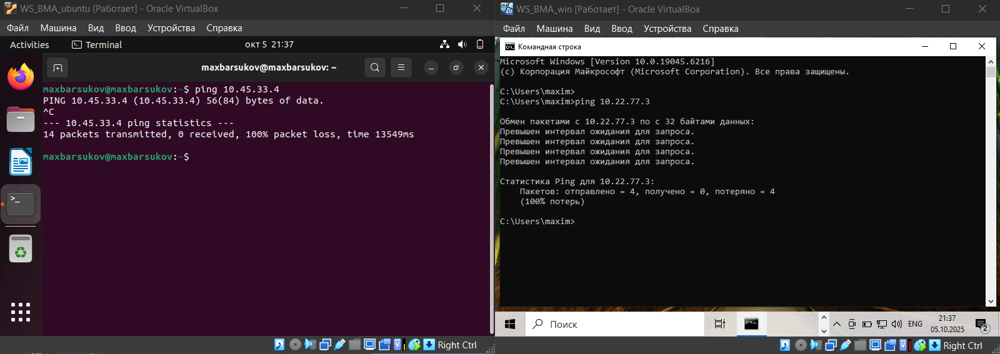 WS_BMA_ubuntu [Работает] - Oracle VirtualBox
Файл Машина Вид Ввод Устройства Справка
Activities Terminal окт 5 21:37
maxbarsukov@maxbarsukov: ~
maxbarsukov@maxbarsukov:~$ ping 10.45.33.4
PING 10.45.33.4 (10.45.33.4) 56(84) bytes of data.
^C
--- 10.45.33.4 ping statistics ---
14 packets transmitted, 0 received, 100% packet loss, time 13549ms
maxbarsukov@maxbarsukov:~$
Right Ctrl
WS_BMA_win [Работает] - Oracle VirtualBox
Файл Машина Вид Ввод Устройства Справка
Командная строка
Microsoft Windows [Version 10.0.19045.6216]
(c) Корпорация Майкрософт (Microsoft Corporation). Все права защищены.
C:\Users\maxim>
C:\Users\maxim>ping 10.22.77.3
Обмен пакетами с 10.22.77.3 по с 32 байтами данных:
Превышен интервал ожидания для запроса.
Превышен интервал ожидания для запроса.
Превышен интервал ожидания для запроса.
Превышен интервал ожидания для запроса.
Статистика Ping для 10.22.77.3:
Пакетов: отправлено = 4, получено = 0, потеряно = 4
(100% потерь)
C:\Users\maxim>
Поиск
ENG
21:37
05.10.2025
2
Right Ctrl